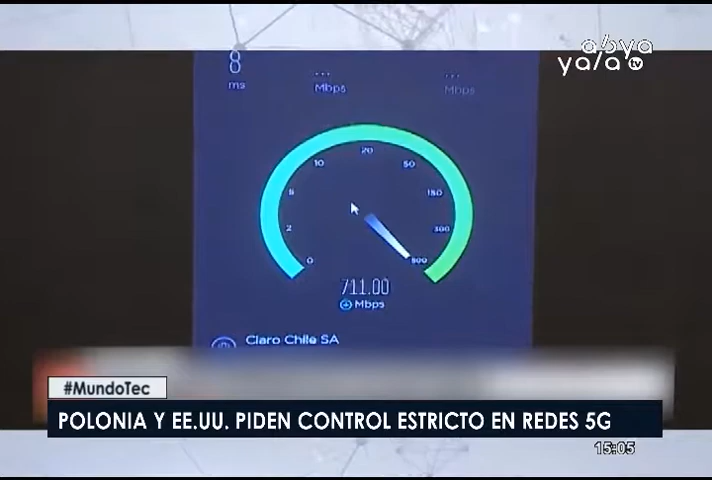 abya
yala tv
8
ms
...
Mbps
...
Mbps
0
2
5
10
20
50
150
300
500
711.00
Mbps
Claro Chile SA
#MundoTec
POLONIA Y EE.UU. PIDEN CONTROL ESTRICTO EN REDES 5G
15:05